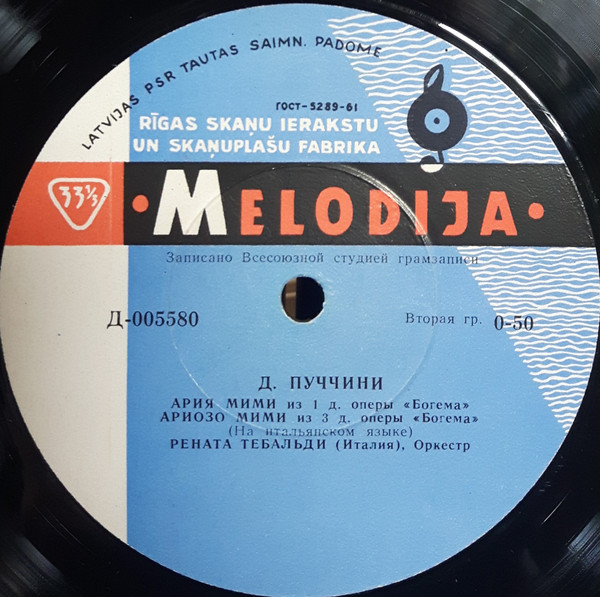 LATVIJAS PSR TAUTAS SAIMN. PADOME
ГОСТ-5289-61
RĪGAS SKAŅU IERAKSTU
UN SKAŅUPLAŠU FABRIKA
33⅓
•MELODIJA•
Записано Всесоюзной студией грамзаписи
Д-005580
Вторая гр. 0-50
Д. ПУЧЧИНИ
АРИЯ МИМИ из 1 д. оперы «Богема»
АРИОЗО МИМИ из 3 д. оперы «Богема»
(На итальянском языке)
РЕНАТА ТЕБАЛЬДИ (Италия), Оркестр